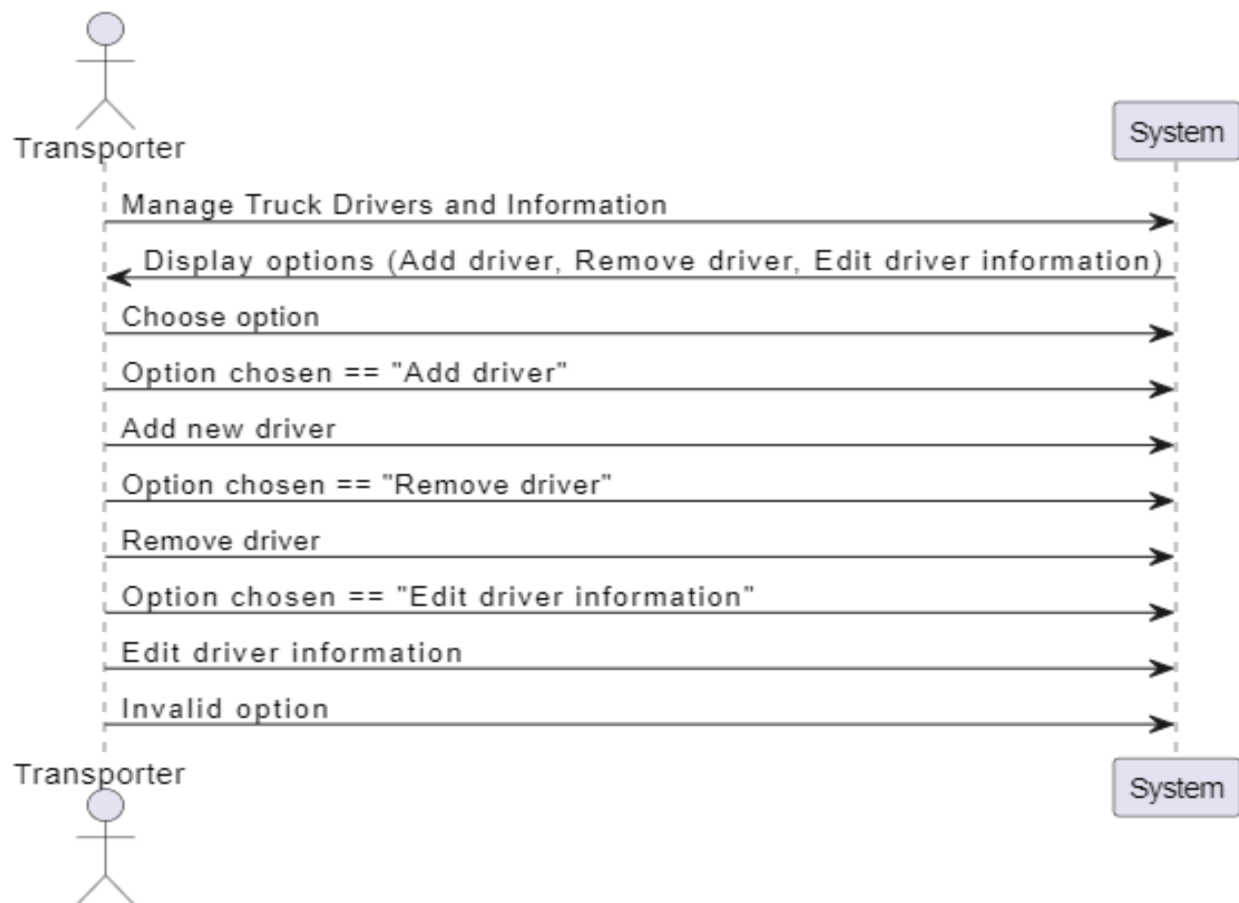 Transporter
System
Manage Truck Drivers and Information
Display options (Add driver, Remove driver, Edit driver information)
Choose option
Option chosen == "Add driver"
Add new driver
Option chosen == "Remove driver"
Remove driver
Option chosen == "Edit driver information"
Edit driver information
Invalid option
Transporter
System